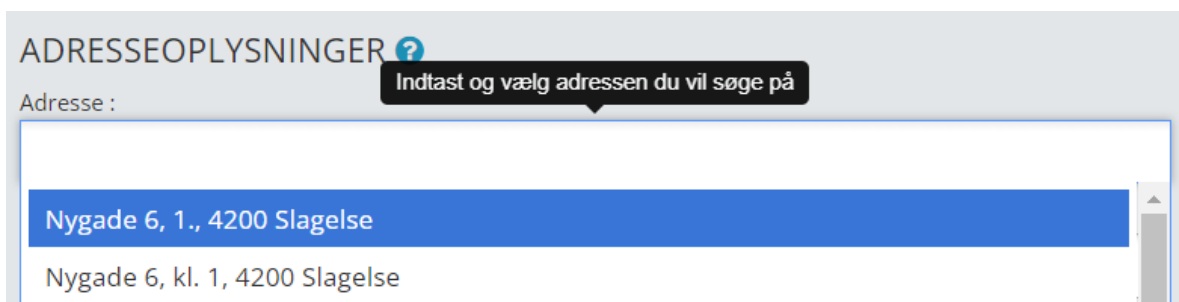 ADRESSEOPLYSNINGER ?
Indtast og vælg adressen du vil søge på
Adresse :
Nygade 6, 1., 4200 Slagelse
Nygade 6, kl. 1, 4200 Slagelse